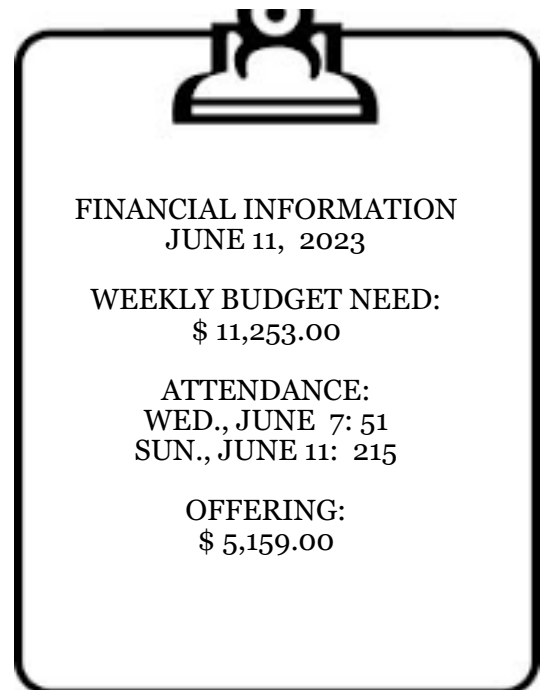 FINANCIAL INFORMATION
JUNE 11, 2023
WEEKLY BUDGET NEED:
$ 11,253.00
ATTENDANCE:
WED., JUNE 7: 51
SUN., JUNE 11: 215
OFFERING:
$ 5,159.00